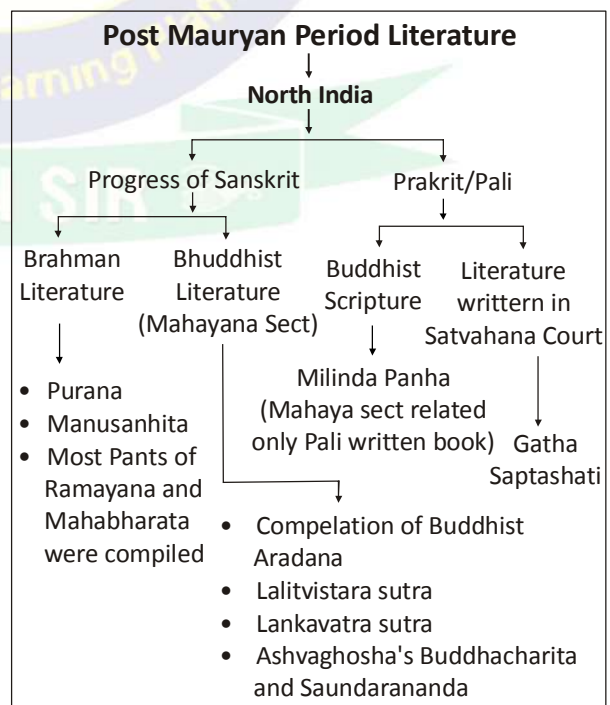 arning
SIR
Post Mauryan Period Literature
North India
Progress of Sanskrit
Prakrit/Pali
Brahman
Literature
Bhuddhist
Literature
(Mahayana Sect)
Buddhist
Scripture
Literature
writtern in
Satvahana Court
• Purana
• Manusanhita
• Most Pants of
Ramayana and
Mahabharata
were compiled
Milinda Panha
(Mahaya sect related
only Pali written book)
Gatha
Saptashati
• Compelation of Buddhist
Aradana
• Lalitvistara sutra
• Lankavatra sutra
• Ashvaghosha's Buddhacharita
and Saundarananda